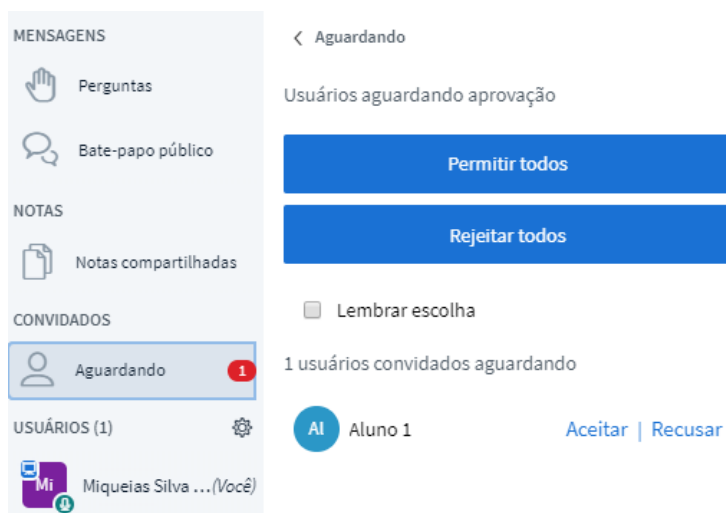 MENSAGENS
Perguntas
Bate-papo público
NOTAS
Notas compartilhadas
CONVIDADOS
Aguardando 1
USUÁRIOS (1)
Mi Miqueias Silva ... (Você)
Aguardando
Usuários aguardando aprovação
Permitir todos
Rejeitar todos
Lembrar escolha
1 usuários convidados aguardando
Al Aluno 1 Aceitar | Recusar